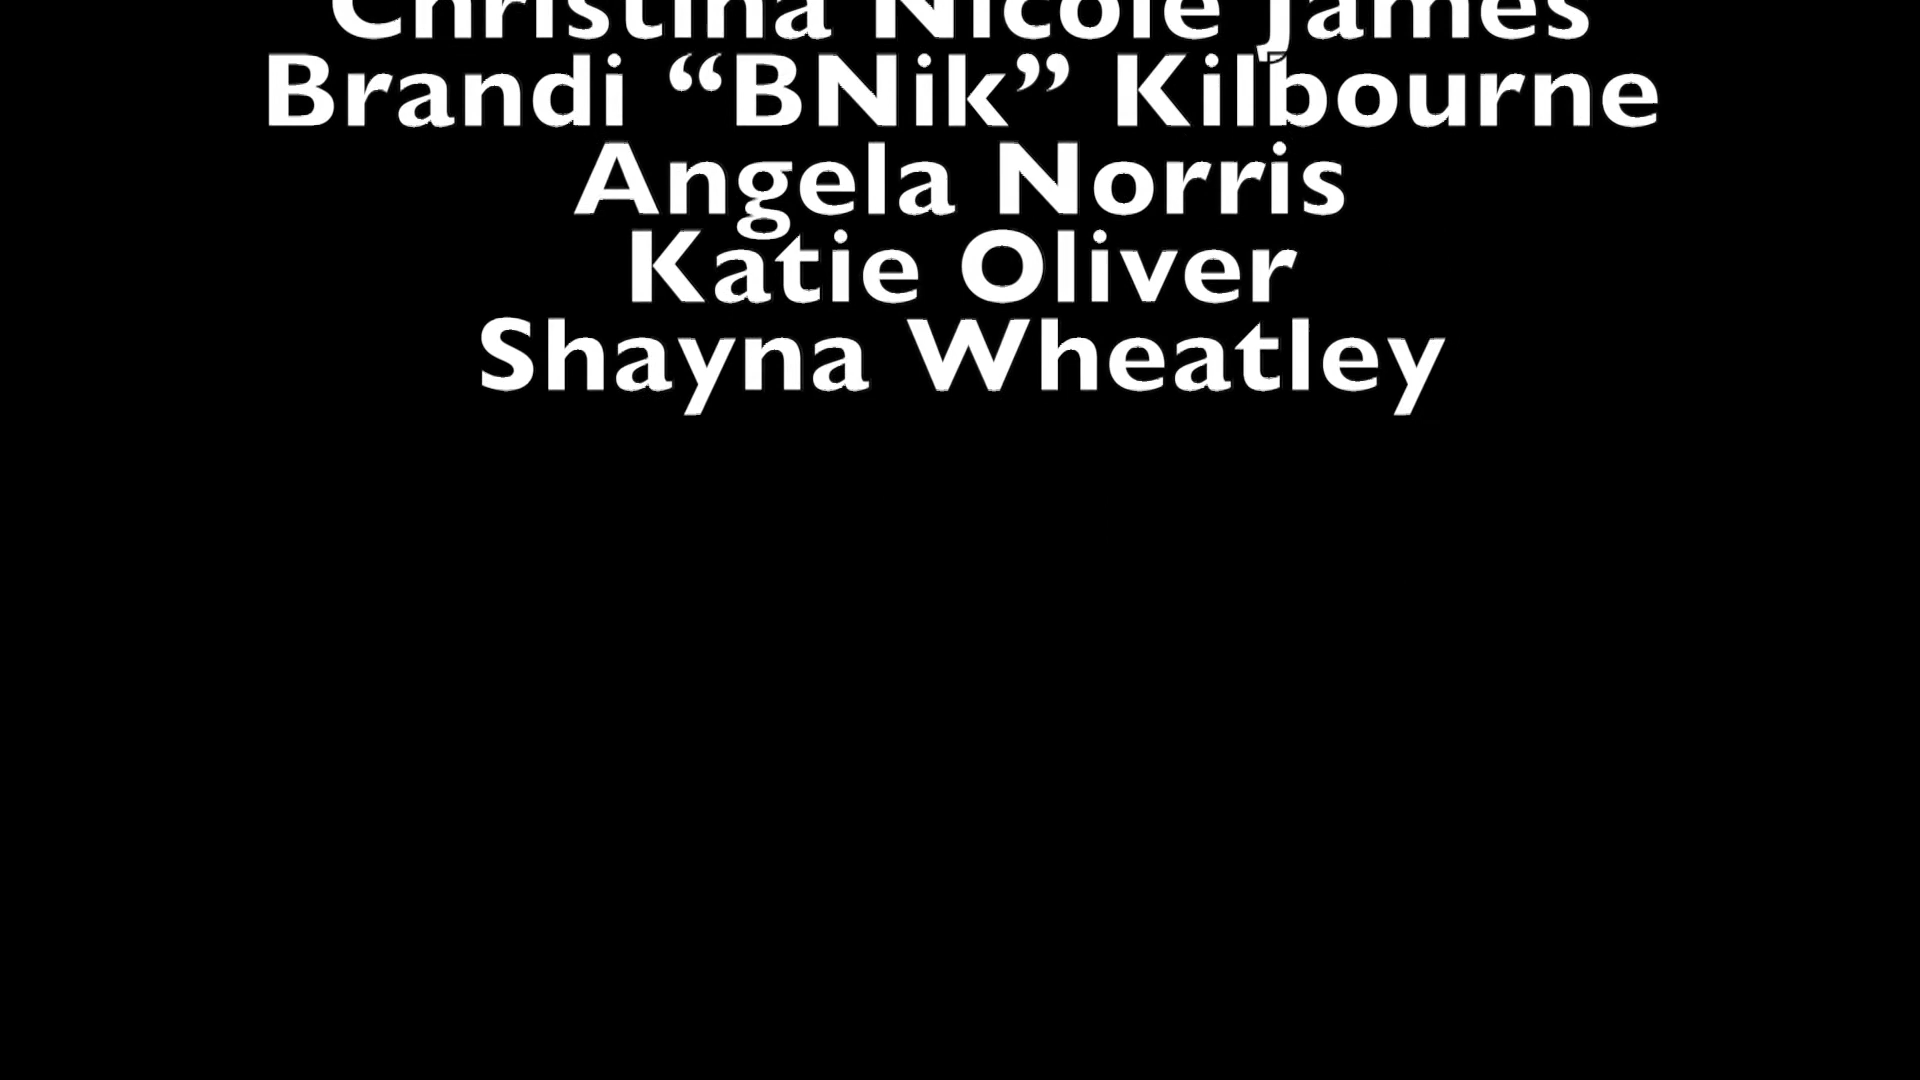 Christina Nicole James
Brandi “BNik” Kilbourne
Angela Norris
Katie Oliver
Shayna Wheatley